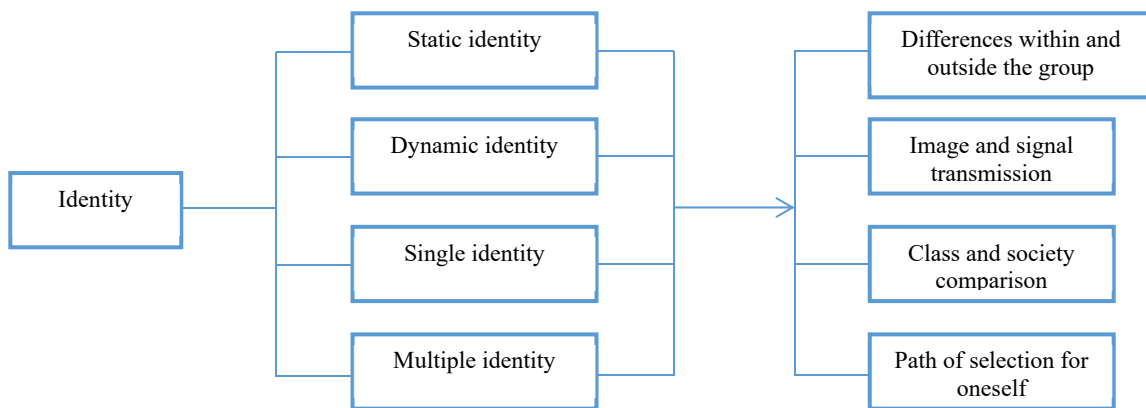 Identity
Static identity
Dynamic identity
Single identity
Multiple identity
Differences within and
outside the group
Image and signal
transmission
Class and society
comparison
Path of selection for
oneself